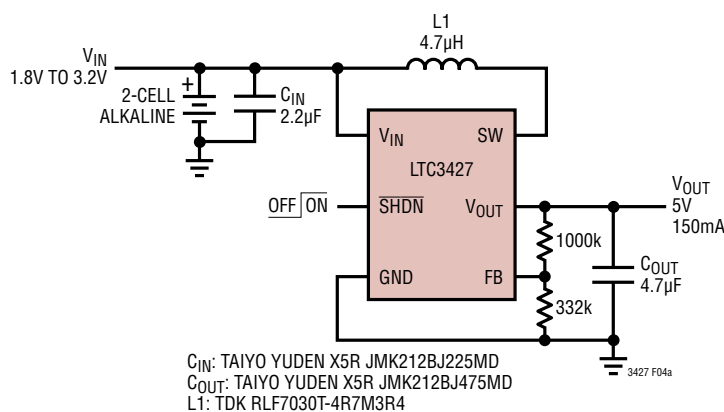 L1
4.7µH
VIN
1.8V TO 3.2V
+
2-CELL
ALKALINE
CIN
2.2µF
VIN
SW
LTC3427
OFF ON
SHDN
VOUT
GND
FB
1000k
332k
VOUT
5V
150mA
COUT
4.7µF
CIN: TAIYO YUDEN X5R JMK212BJ225MD
COUT: TAIYO YUDEN X5R JMK212BJ475MD
L1: TDK RLF7030T-4R7M3R4
3427 F04a